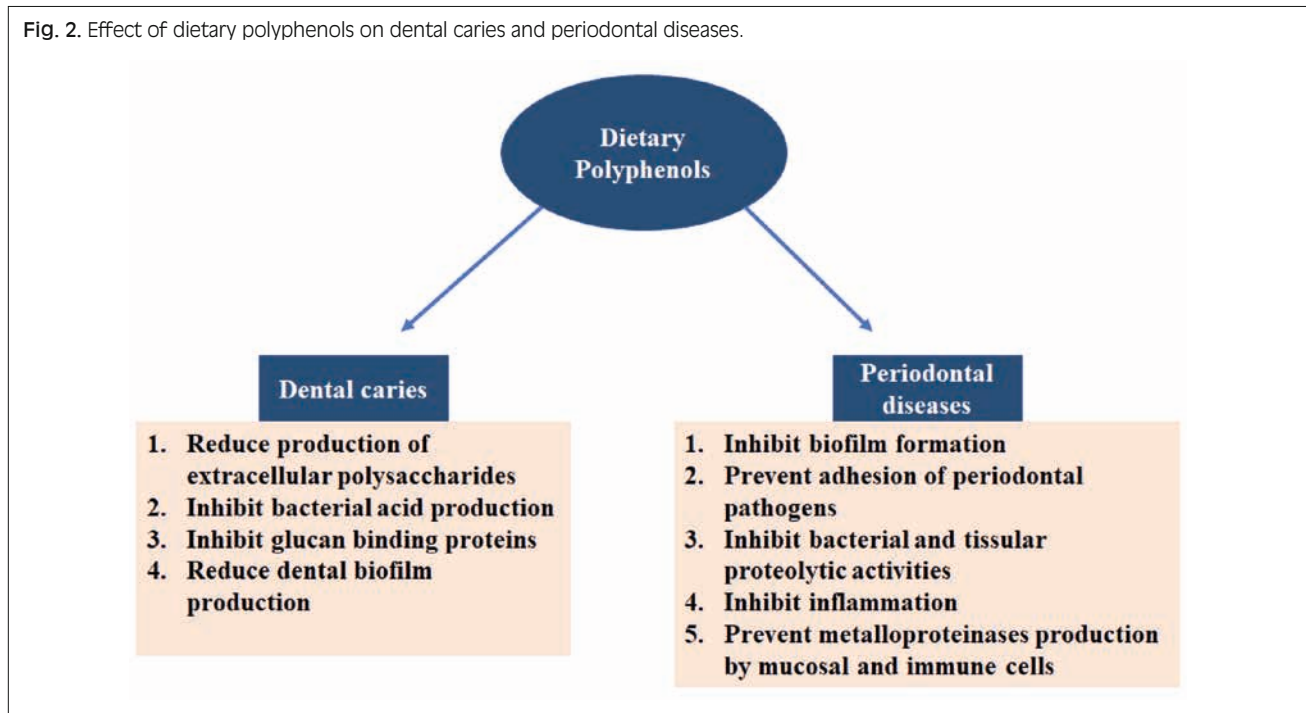 Fig. 2. Effect of dietary polyphenols on dental caries and periodontal diseases.
Dietary
Polyphenols
Dental caries
1. Reduce production of
extracellular polysaccharides
2. Inhibit bacterial acid production
3. Inhibit glucan binding proteins
4. Reduce dental biofilm
production
Periodontal
diseases
1. Inhibit biofilm formation
2. Prevent adhesion of periodontal
pathogens
3. Inhibit bacterial and tissular
proteolytic activities
4. Inhibit inflammation
5. Prevent metalloproteinases production
by mucosal and immune cells